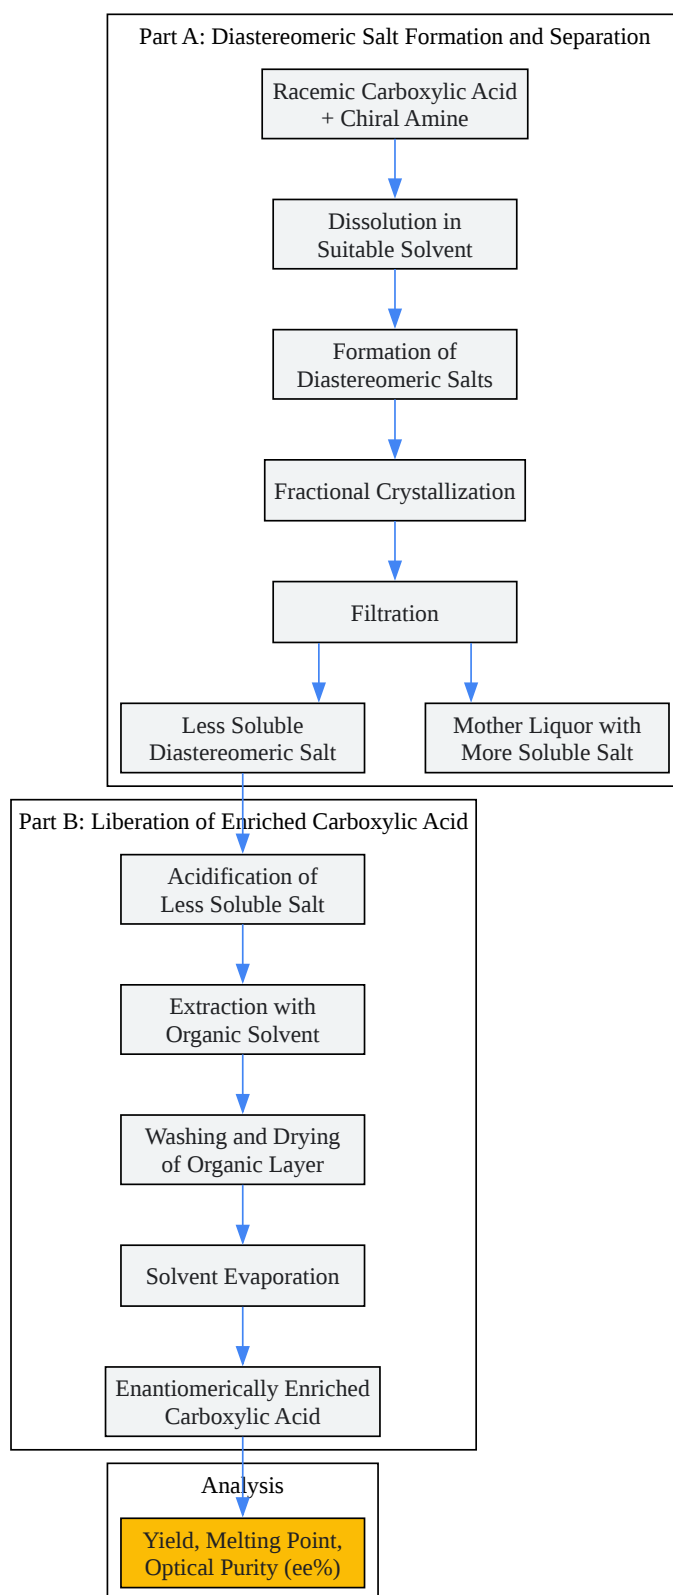 Part A: Diastereomeric Salt Formation and Separation
Racemic Carboxylic Acid
+ Chiral Amine
Dissolution in
Suitable Solvent
Formation of
Diastereomeric Salts
Fractional Crystallization
Filtration
Less Soluble
Diastereomeric Salt
Mother Liquor with
More Soluble Salt
Part B: Liberation of Enriched Carboxylic Acid
Acidification of
Less Soluble Salt
Extraction with
Organic Solvent
Washing and Drying
of Organic Layer
Solvent Evaporation
Enantiomerically Enriched
Carboxylic Acid
Analysis
Yield, Melting Point,
Optical Purity (ee%)